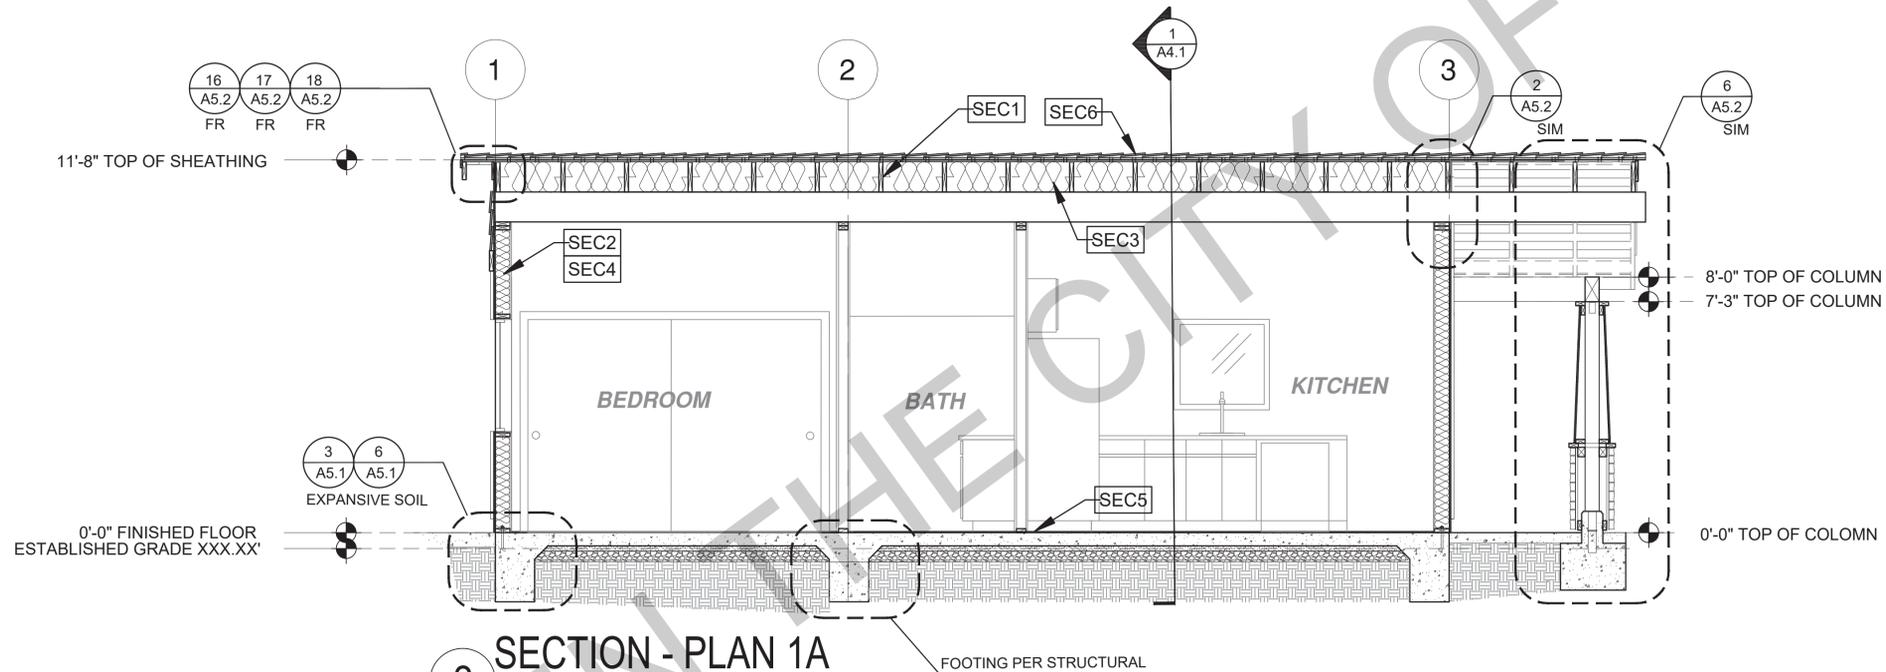 1
A4.1
1
2
3
16
A5.2
FR
17
A5.2
FR
18
A5.2
FR
2
A5.2
SIM
6
A5.2
SIM
SEC1
SEC6
11'-8" TOP OF SHEATHING
SEC2
SEC4
SEC3
8'-0" TOP OF COLUMN
7'-3" TOP OF COLUMN
BEDROOM
BATH
KITCHEN
3
A5.1
6
A5.1
EXPANSIVE SOIL
SEC5
0'-0" FINISHED FLOOR
ESTABLISHED GRADE XXX.XX'
0'-0" TOP OF COLOMN
SECTION - PLAN 1A
FOOTING PER STRUCTURAL
IN THE CITY OF